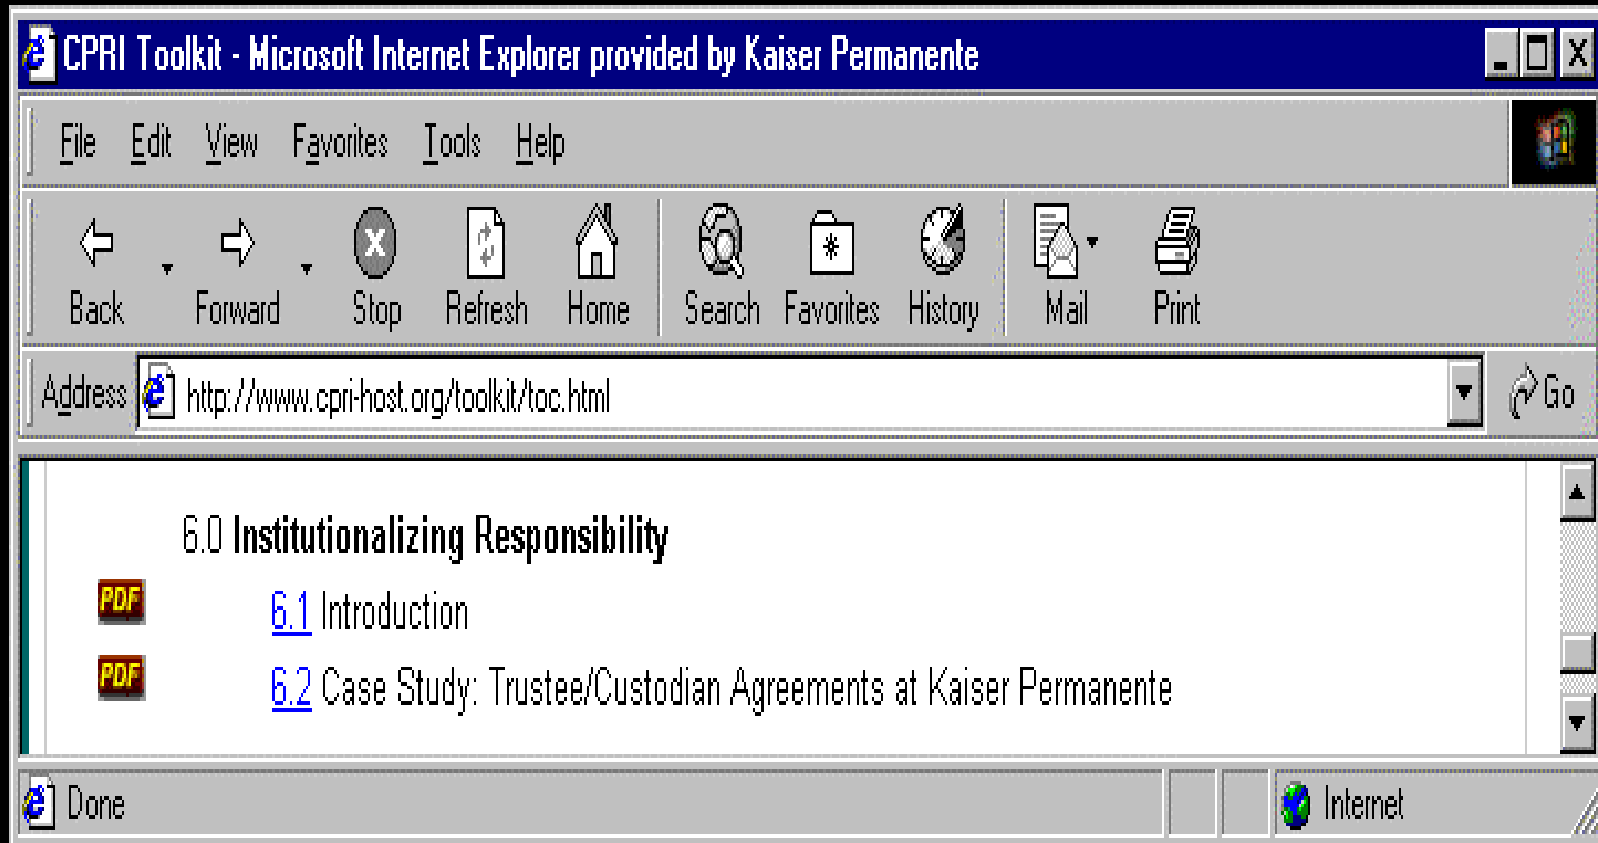 CPRI Toolkit - Microsoft Internet Explorer provided by Kaiser Permanente
File Edit View Favorites Tools Help
Back Forward Stop Refresh Home Search Favorites History Mail Print
Address http://www.cpri-host.org/toolkit/toc.html Go
6.0 Institutionalizing Responsibility
PDF 6.1 Introduction
PDF 6.2 Case Study: Trustee/Custodian Agreements at Kaiser Permanente
Done Internet